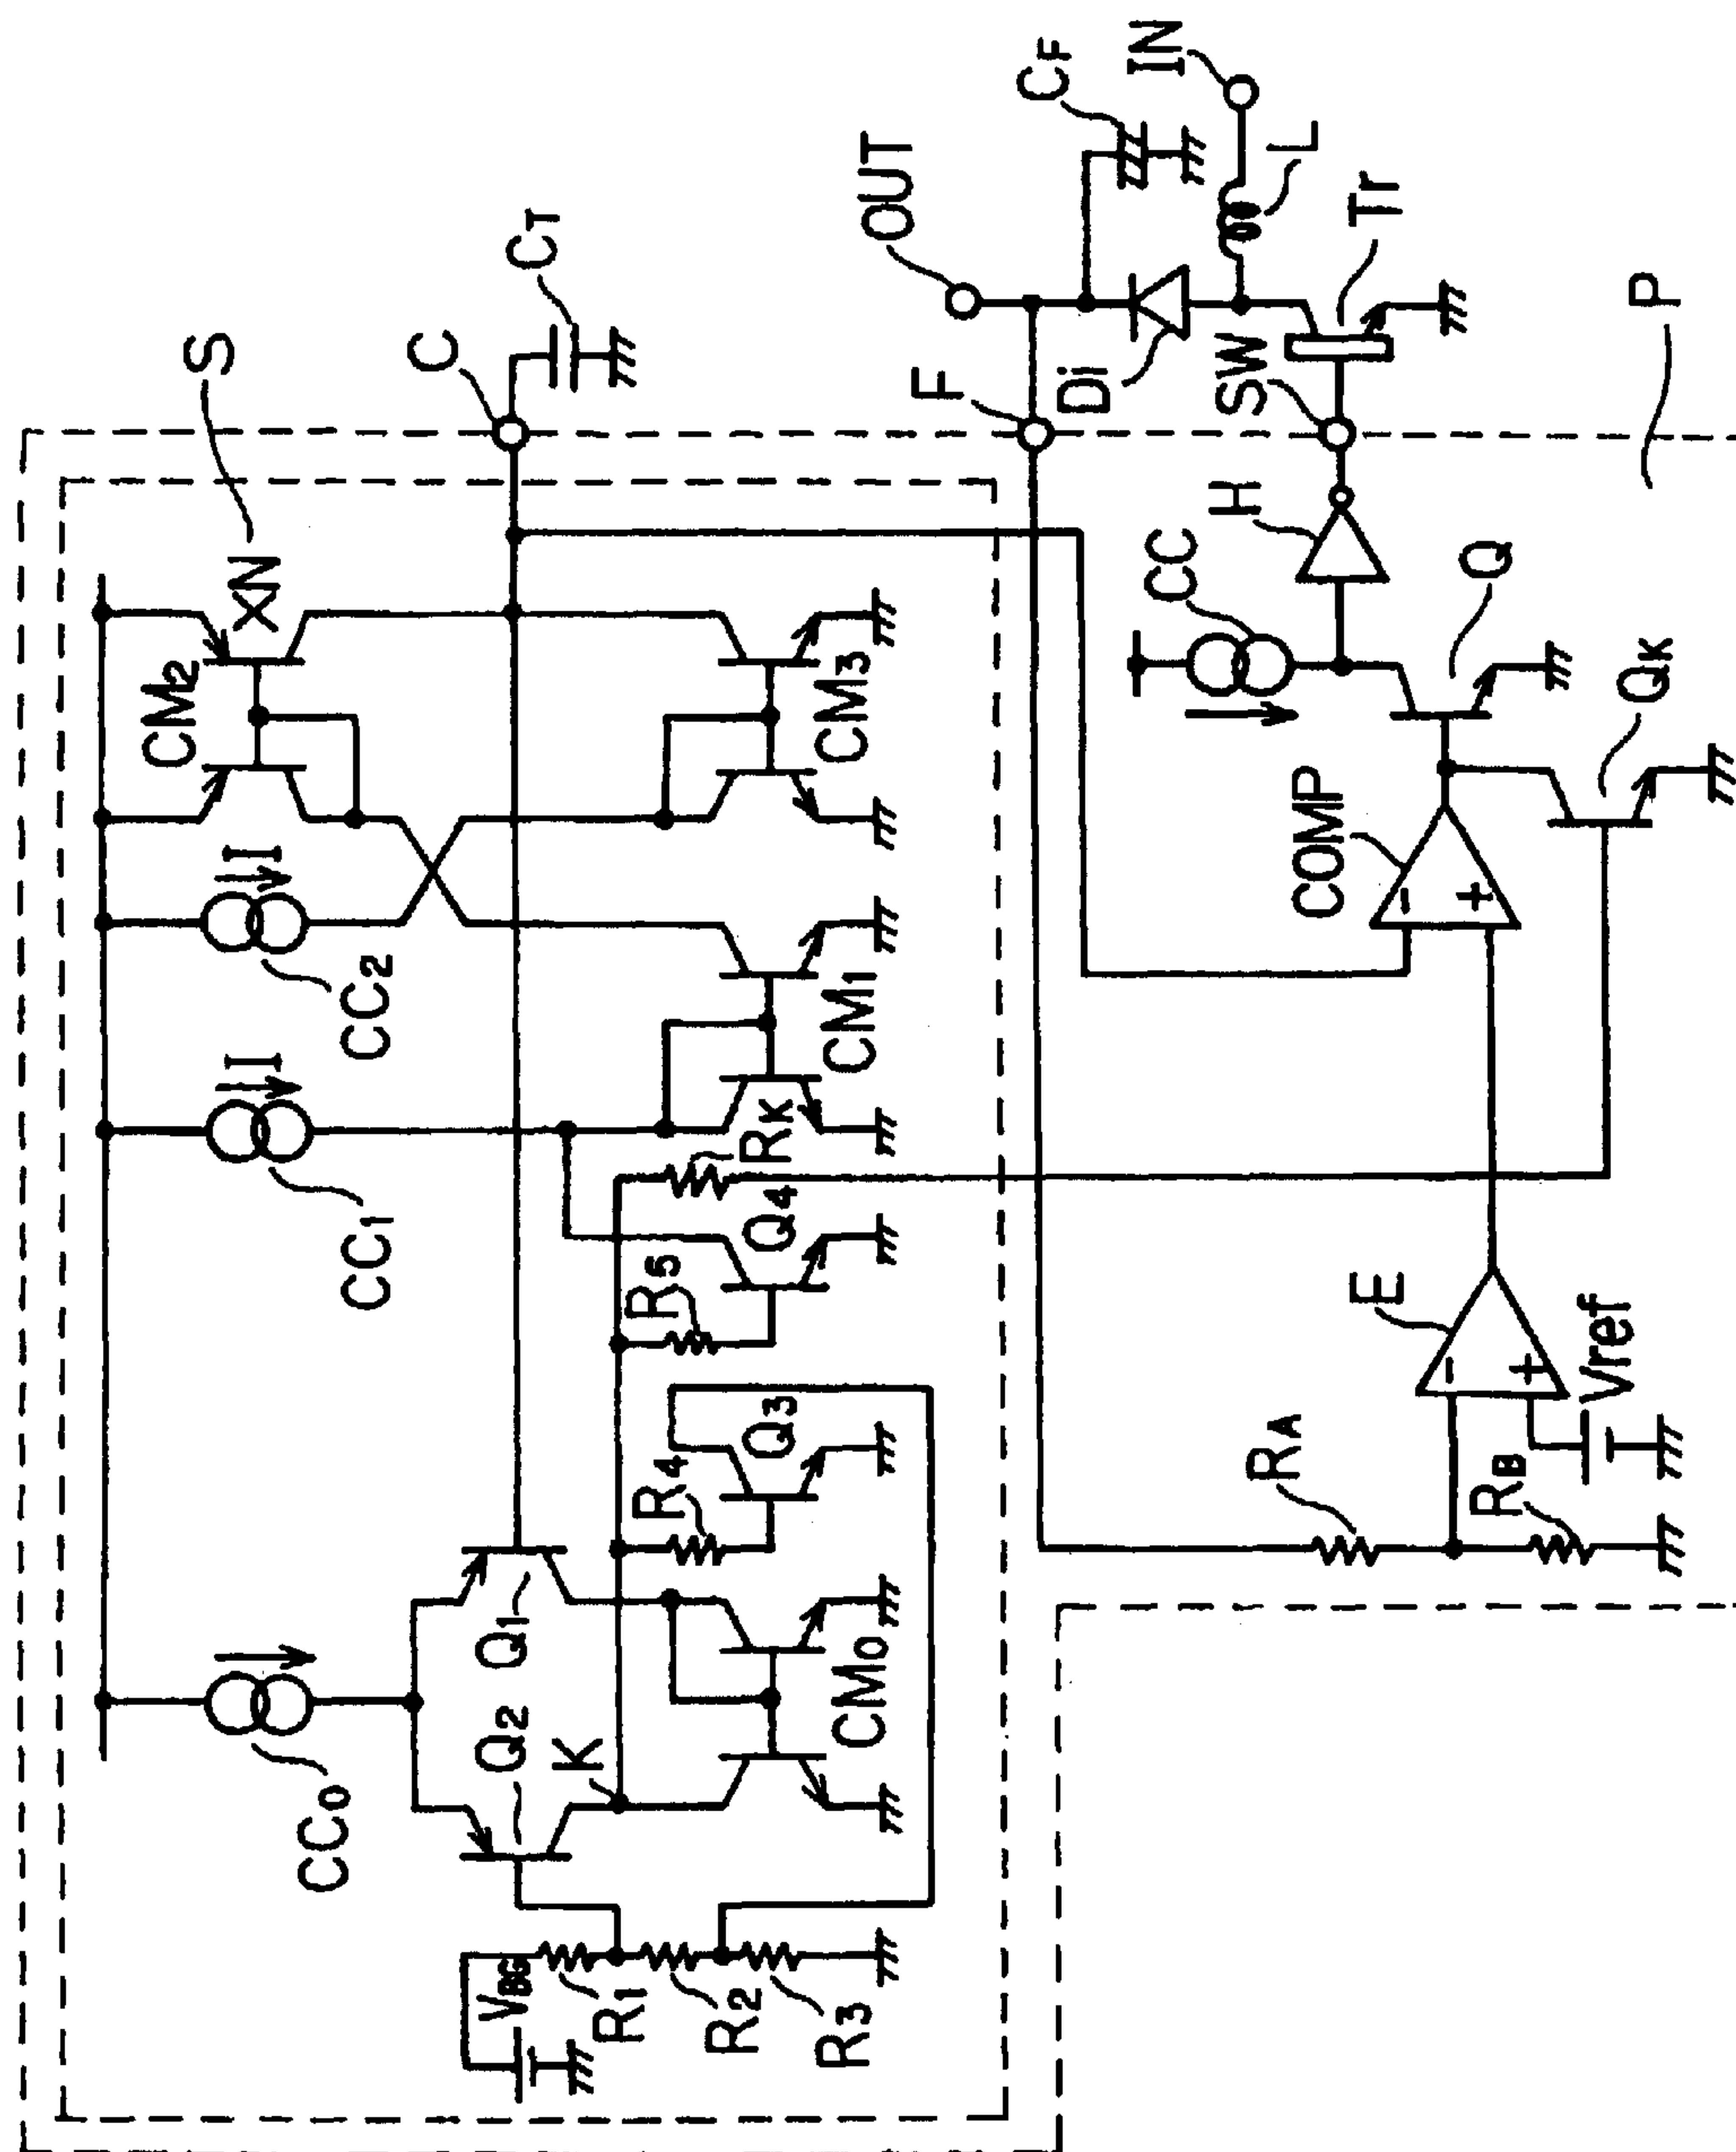 S
XN
CM2
C
CT
CM3
I
CC2
I
CC1
CM1
RK
Q4
R5
Q3
R4
CC0
Q1
Q2
K
CM0
VBG
R1
R2
R3
OUT
CF
IN
L
Tr
F
Di
SW
P
H
CC
Q
QK
COMP
-
+
E
-
+
Vref
RA
RB